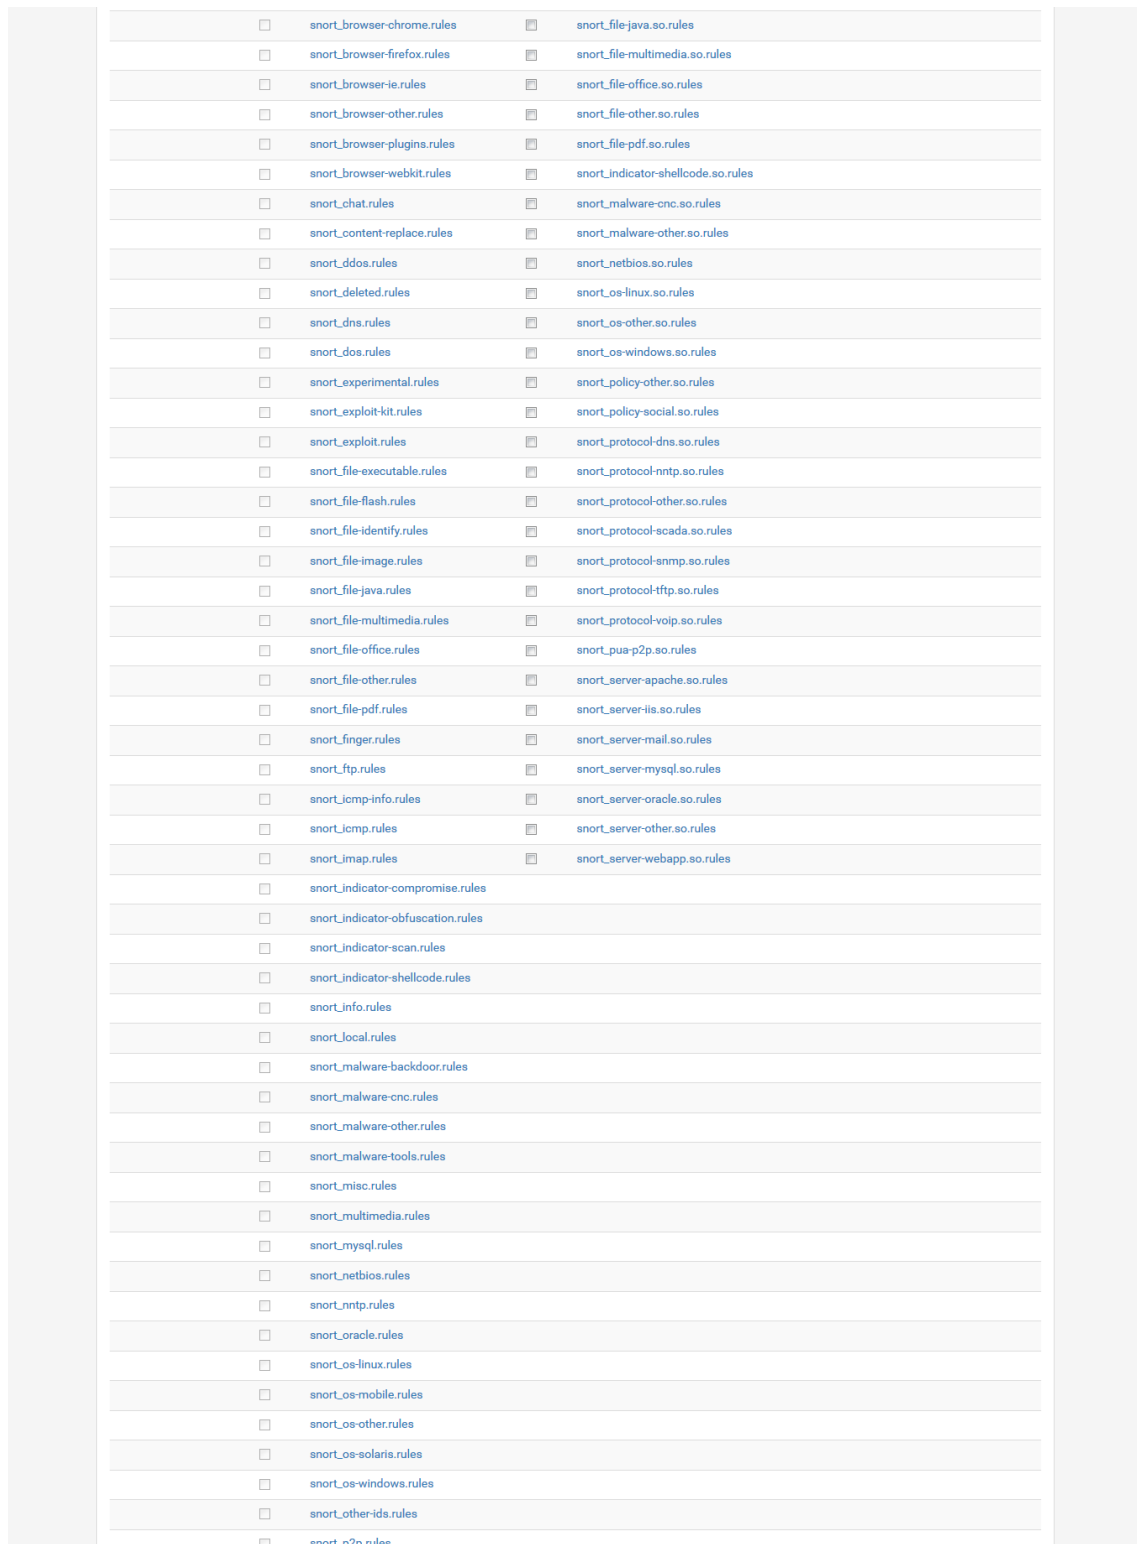 snort_browser-chrome.rules snort_file-java.so.rules
snort_browser-firefox.rules snort_file-multimedia.so.rules
snort_browser-ie.rules snort_file-office.so.rules
snort_browser-other.rules snort_file-other.so.rules
snort_browser-plugins.rules snort_file-pdf.so.rules
snort_browser-webkit.rules snort_indicator-shellcode.so.rules
snort_chat.rules snort_malware-cnc.so.rules
snort_content-replace.rules snort_malware-other.so.rules
snort_ddos.rules snort_netbios.so.rules
snort_deleted.rules snort_os-linux.so.rules
snort_dns.rules snort_os-other.so.rules
snort_dos.rules snort_os-windows.so.rules
snort_experimental.rules snort_policy-other.so.rules
snort_exploit-kit.rules snort_policy-social.so.rules
snort_exploit.rules snort_protocol-dns.so.rules
snort_file-executable.rules snort_protocol-nntp.so.rules
snort_file-flash.rules snort_protocol-other.so.rules
snort_file-identify.rules snort_protocol-scada.so.rules
snort_file-image.rules snort_protocol-snmp.so.rules
snort_file-java.rules snort_protocol-tftp.so.rules
snort_file-multimedia.rules snort_protocol-voip.so.rules
snort_file-office.rules snort_pua-p2p.so.rules
snort_file-other.rules snort_server-apache.so.rules
snort_file-pdf.rules snort_server-iis.so.rules
snort_finger.rules snort_server-mail.so.rules
snort_ftp.rules snort_server-mysql.so.rules
snort_icmp-info.rules snort_server-oracle.so.rules
snort_icmp.rules snort_server-other.so.rules
snort_imap.rules snort_server-webapp.so.rules
snort_indicator-compromise.rules
snort_indicator-obfuscation.rules
snort_indicator-scan.rules
snort_indicator-shellcode.rules
snort_info.rules
snort_local.rules
snort_malware-backdoor.rules
snort_malware-cnc.rules
snort_malware-other.rules
snort_malware-tools.rules
snort_misc.rules
snort_multimedia.rules
snort_mysql.rules
snort_netbios.rules
snort_nntp.rules
snort_oracle.rules
snort_os-linux.rules
snort_os-mobile.rules
snort_os-other.rules
snort_os-solaris.rules
snort_os-windows.rules
snort_other-ids.rules
snort_p2p.rules